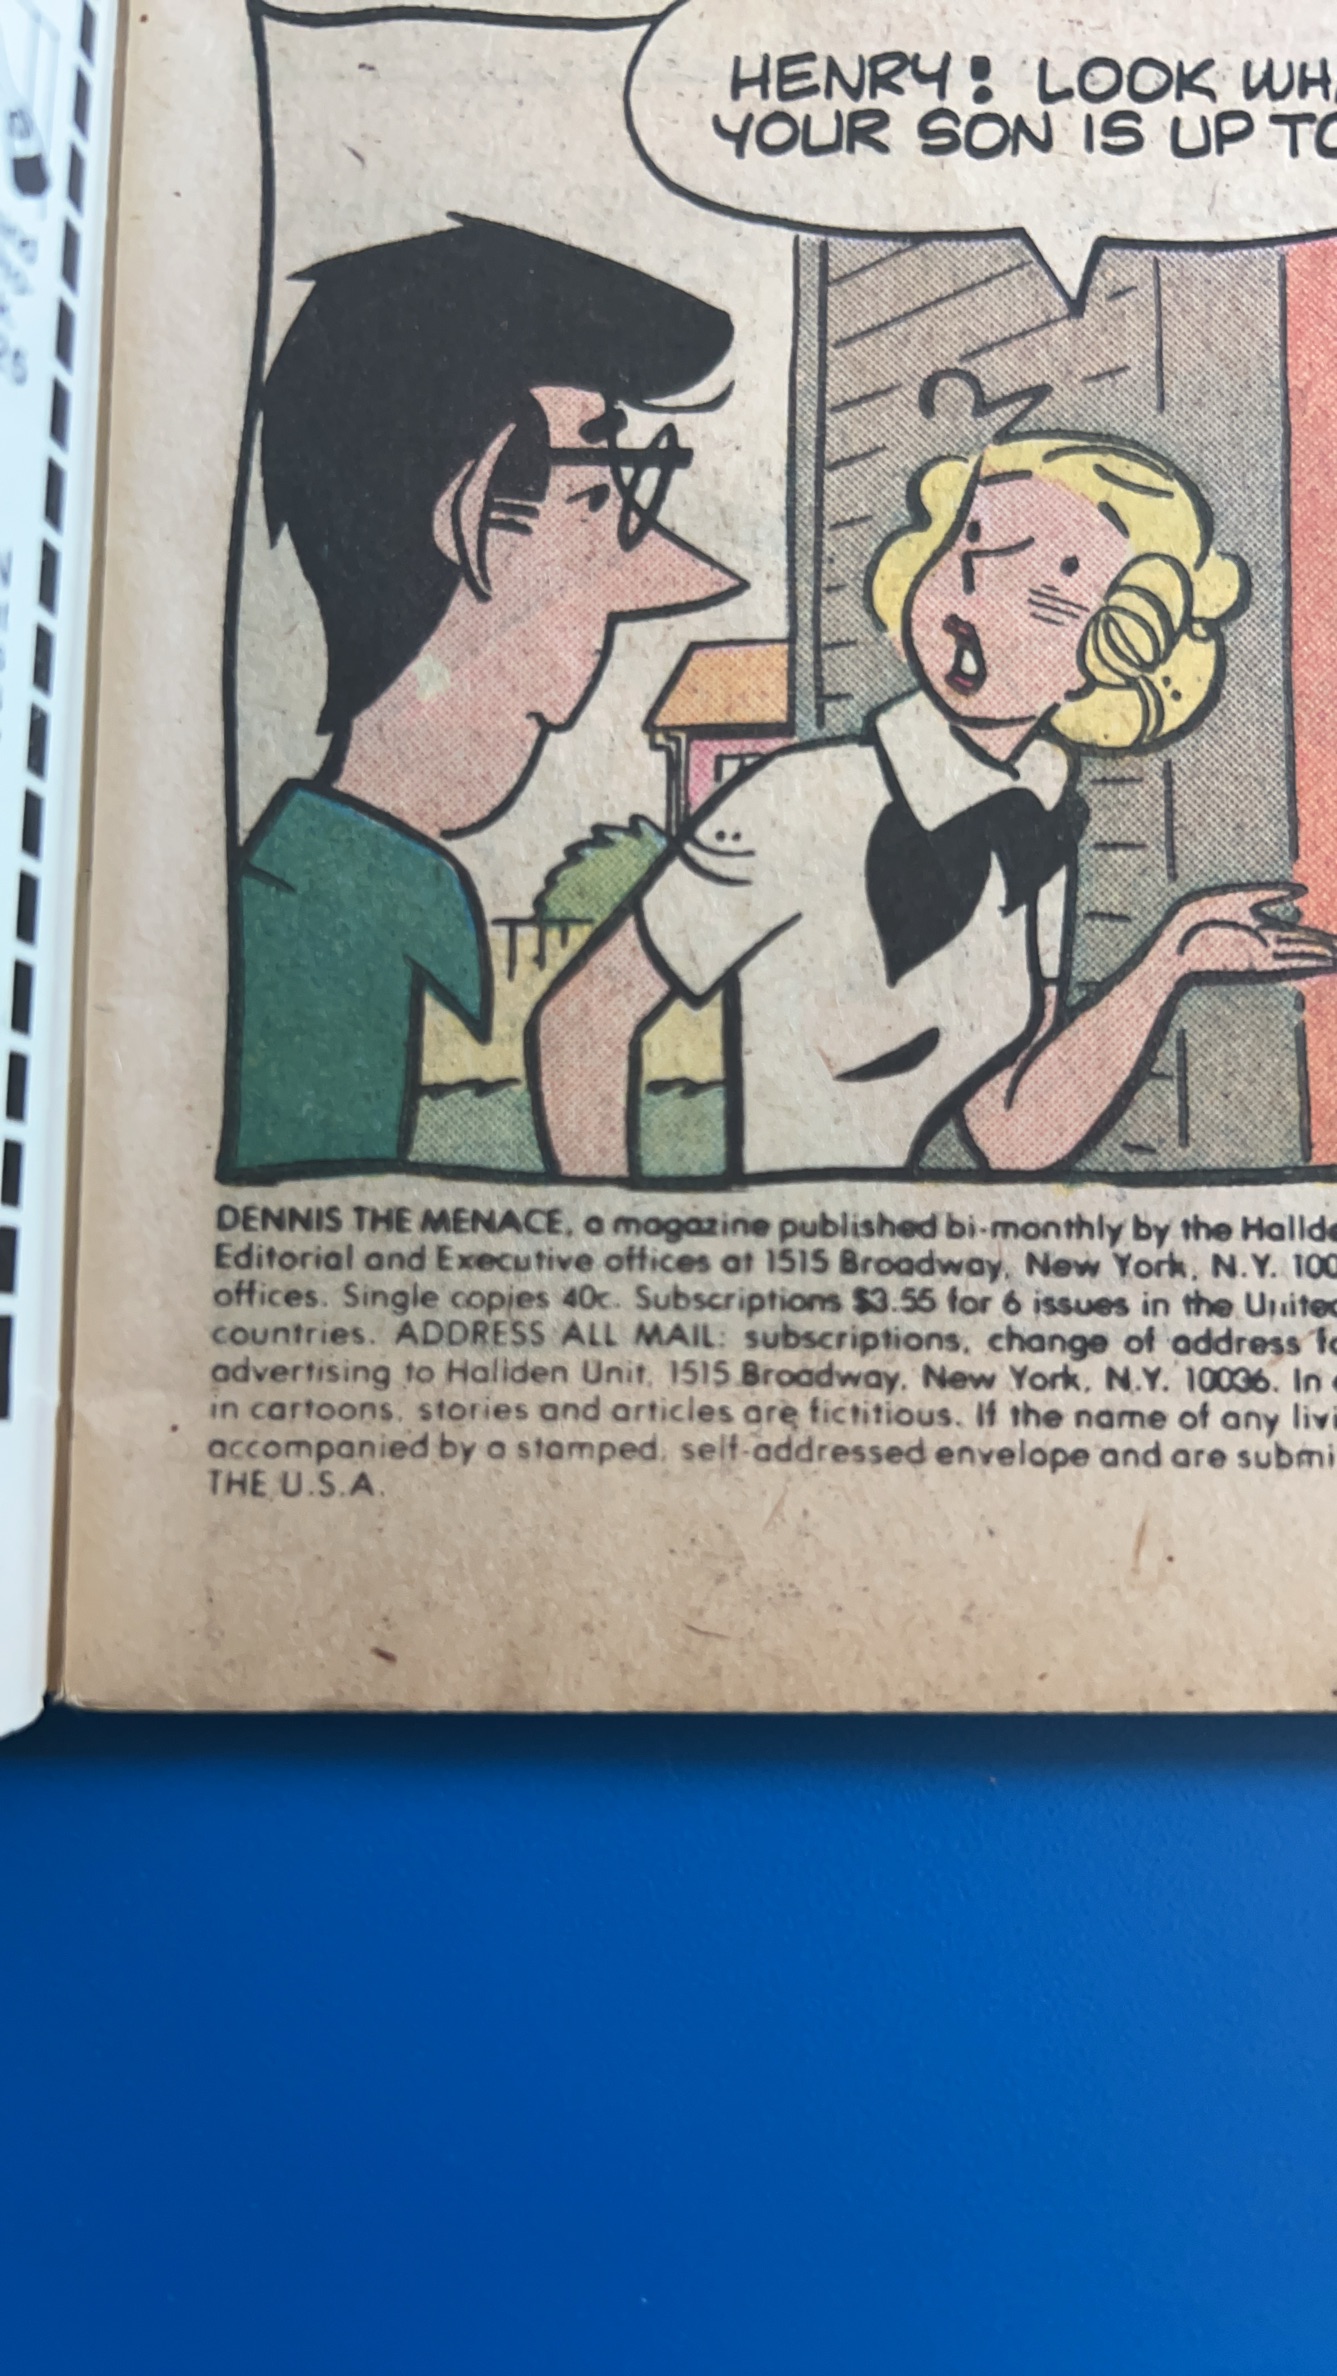 HENRY! LOOK WH
YOUR SON IS UP TO
DENNIS THE MENACE, a magazine published bi-monthly by the Hallde
Editorial and Executive offices at 1515 Broadway, New York, N.Y. 100
offices. Single copies 40c. Subscriptions $3.55 for 6 issues in the United
countries. ADDRESS ALL MAIL: subscriptions, change of address fo
advertising to Hallden Unit, 1515 Broadway, New York, N.Y. 10036. In
in cartoons, stories and articles are fictitious. If the name of any livi
accompanied by a stamped, self-addressed envelope and are submi
THE U.S.A.